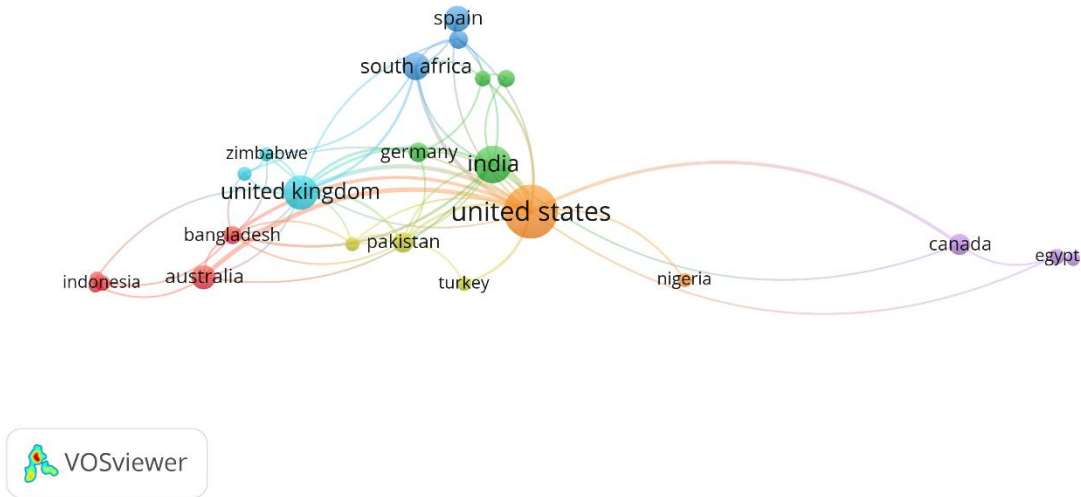 spain
south africa
germany
zimbabwe
india
united kingdom
united states
bangladesh
pakistan
canada
egypt
australia
indonesia
turkey
nigeria
VOSviewer